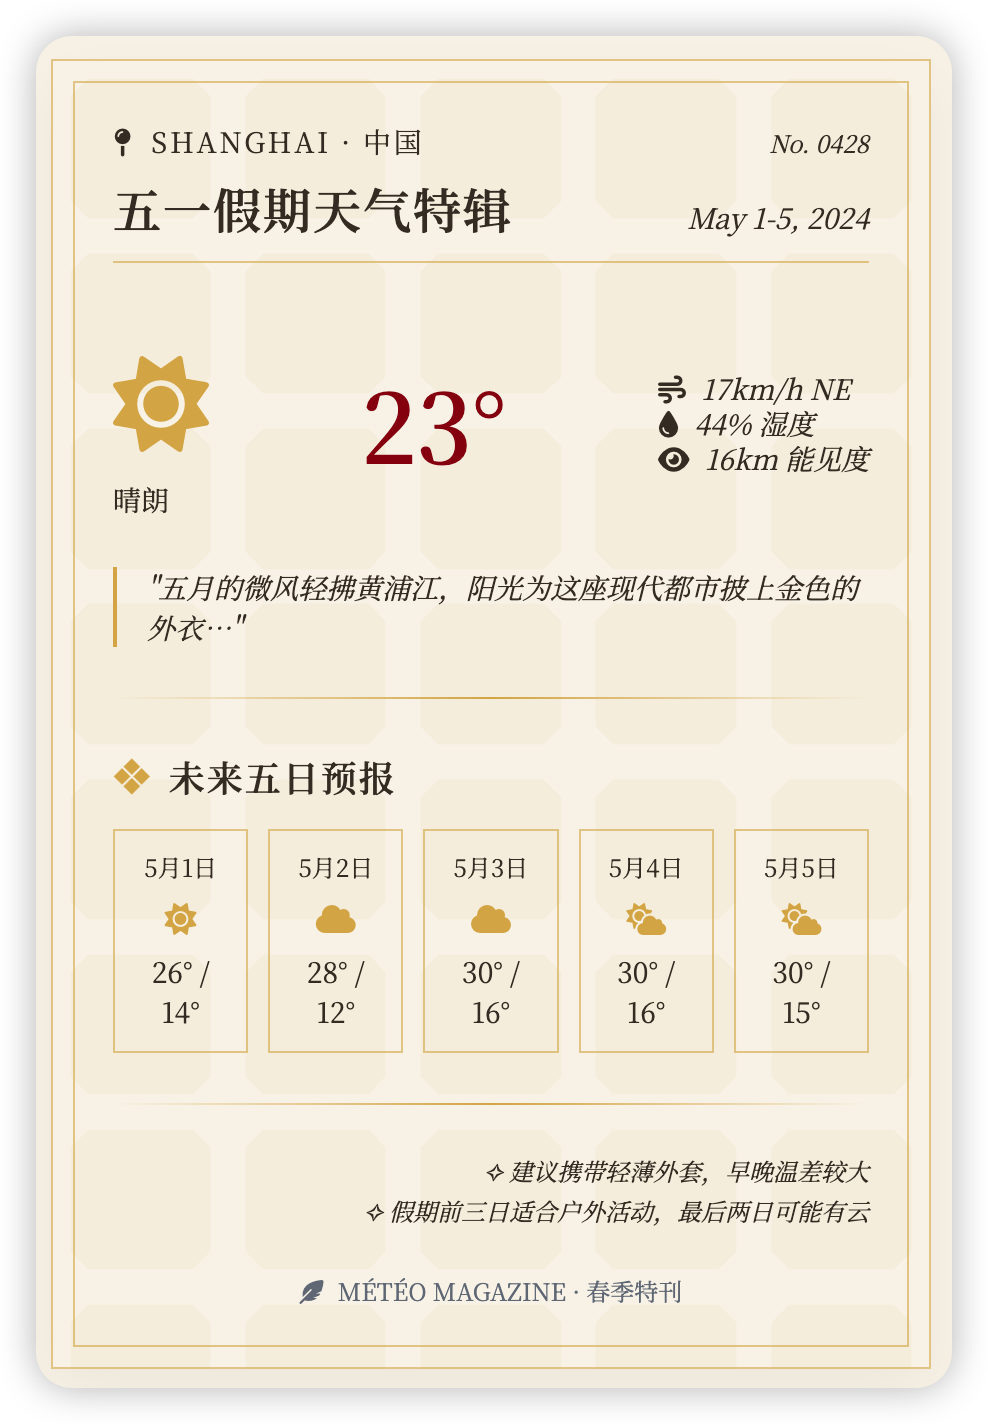 SHANGHAI · 中国
No. 0428
五一假期天气特辑
May 1-5, 2024
23°
17km/h NE
44% 湿度
16km 能见度
晴朗
"五月的微风轻拂黄浦江，阳光为这座现代都市披上金色的
外衣…"
未来五日预报
5月1日
26° /
14°
5月2日
28° /
12°
5月3日
30° /
16°
5月4日
30° /
16°
5月5日
30° /
15°
✧ 建议携带轻薄外套，早晚温差较大
✧ 假期前三日适合户外活动，最后两日可能有云
MÉTÉO MAGAZINE · 春季特刊